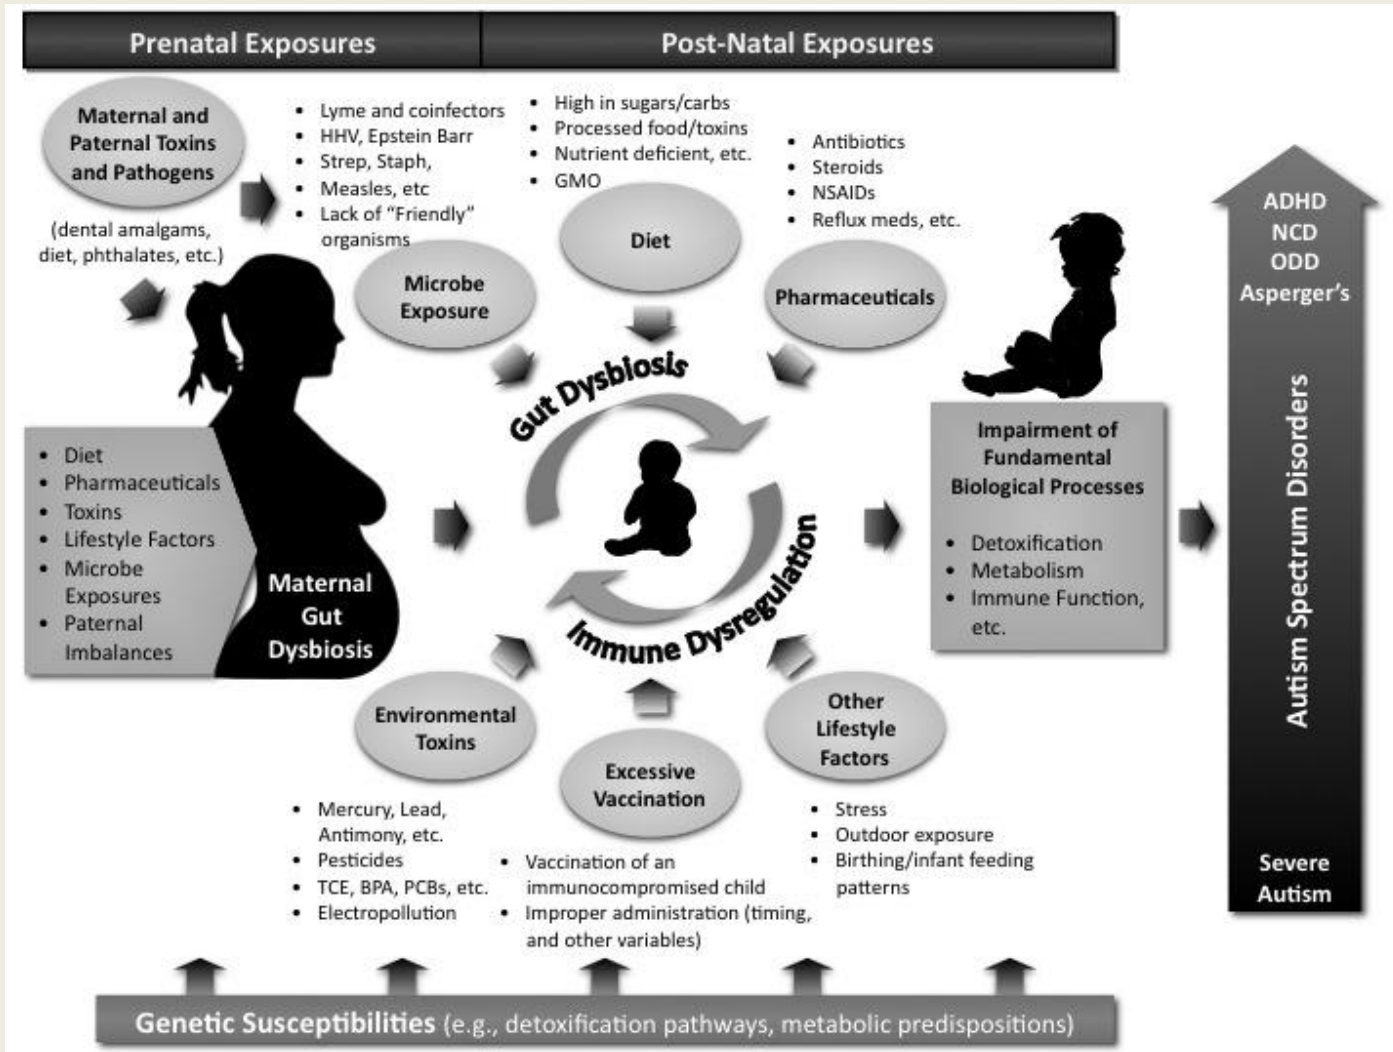 Prenatal Exposures
Post-Natal Exposures
Maternal and
Paternal Toxins
and Pathogens
(dental amalgams,
diet, phthalates, etc.)
• Lyme and coinfectors
• HHV, Epstein Barr
• Strep, Staph,
• Measles, etc
• Lack of “Friendly”
organisms
Microbe
Exposure
• High in sugars/carbs
• Processed food/toxins
• Nutrient deficient, etc.
• GMO
Diet
• Antibiotics
• Steroids
• NSAIDs
• Reflux meds, etc.
Pharmaceuticals
• Diet
• Pharmaceuticals
• Toxins
• Lifestyle Factors
• Microbe
Exposures
• Paternal
Imbalances
Maternal
Gut
Dysbiosis
Gut Dysbiosis
Immune Dysregulation
Impairment of
Fundamental
Biological Processes
• Detoxification
• Metabolism
• Immune Function,
etc.
ADHD
NCD
ODD
Asperger’s
Autism Spectrum Disorders
Severe
Autism
Environmental
Toxins
• Mercury, Lead,
Antimony, etc.
• Pesticides
• TCE, BPA, PCBs, etc.
• Electropollution
Excessive
Vaccination
• Vaccination of an
immunocompromised child
• Improper administration (timing,
and other variables)
Other
Lifestyle
Factors
• Stress
• Outdoor exposure
• Birthing/infant feeding
patterns
Genetic Susceptibilities (e.g., detoxification pathways, metabolic predispositions)